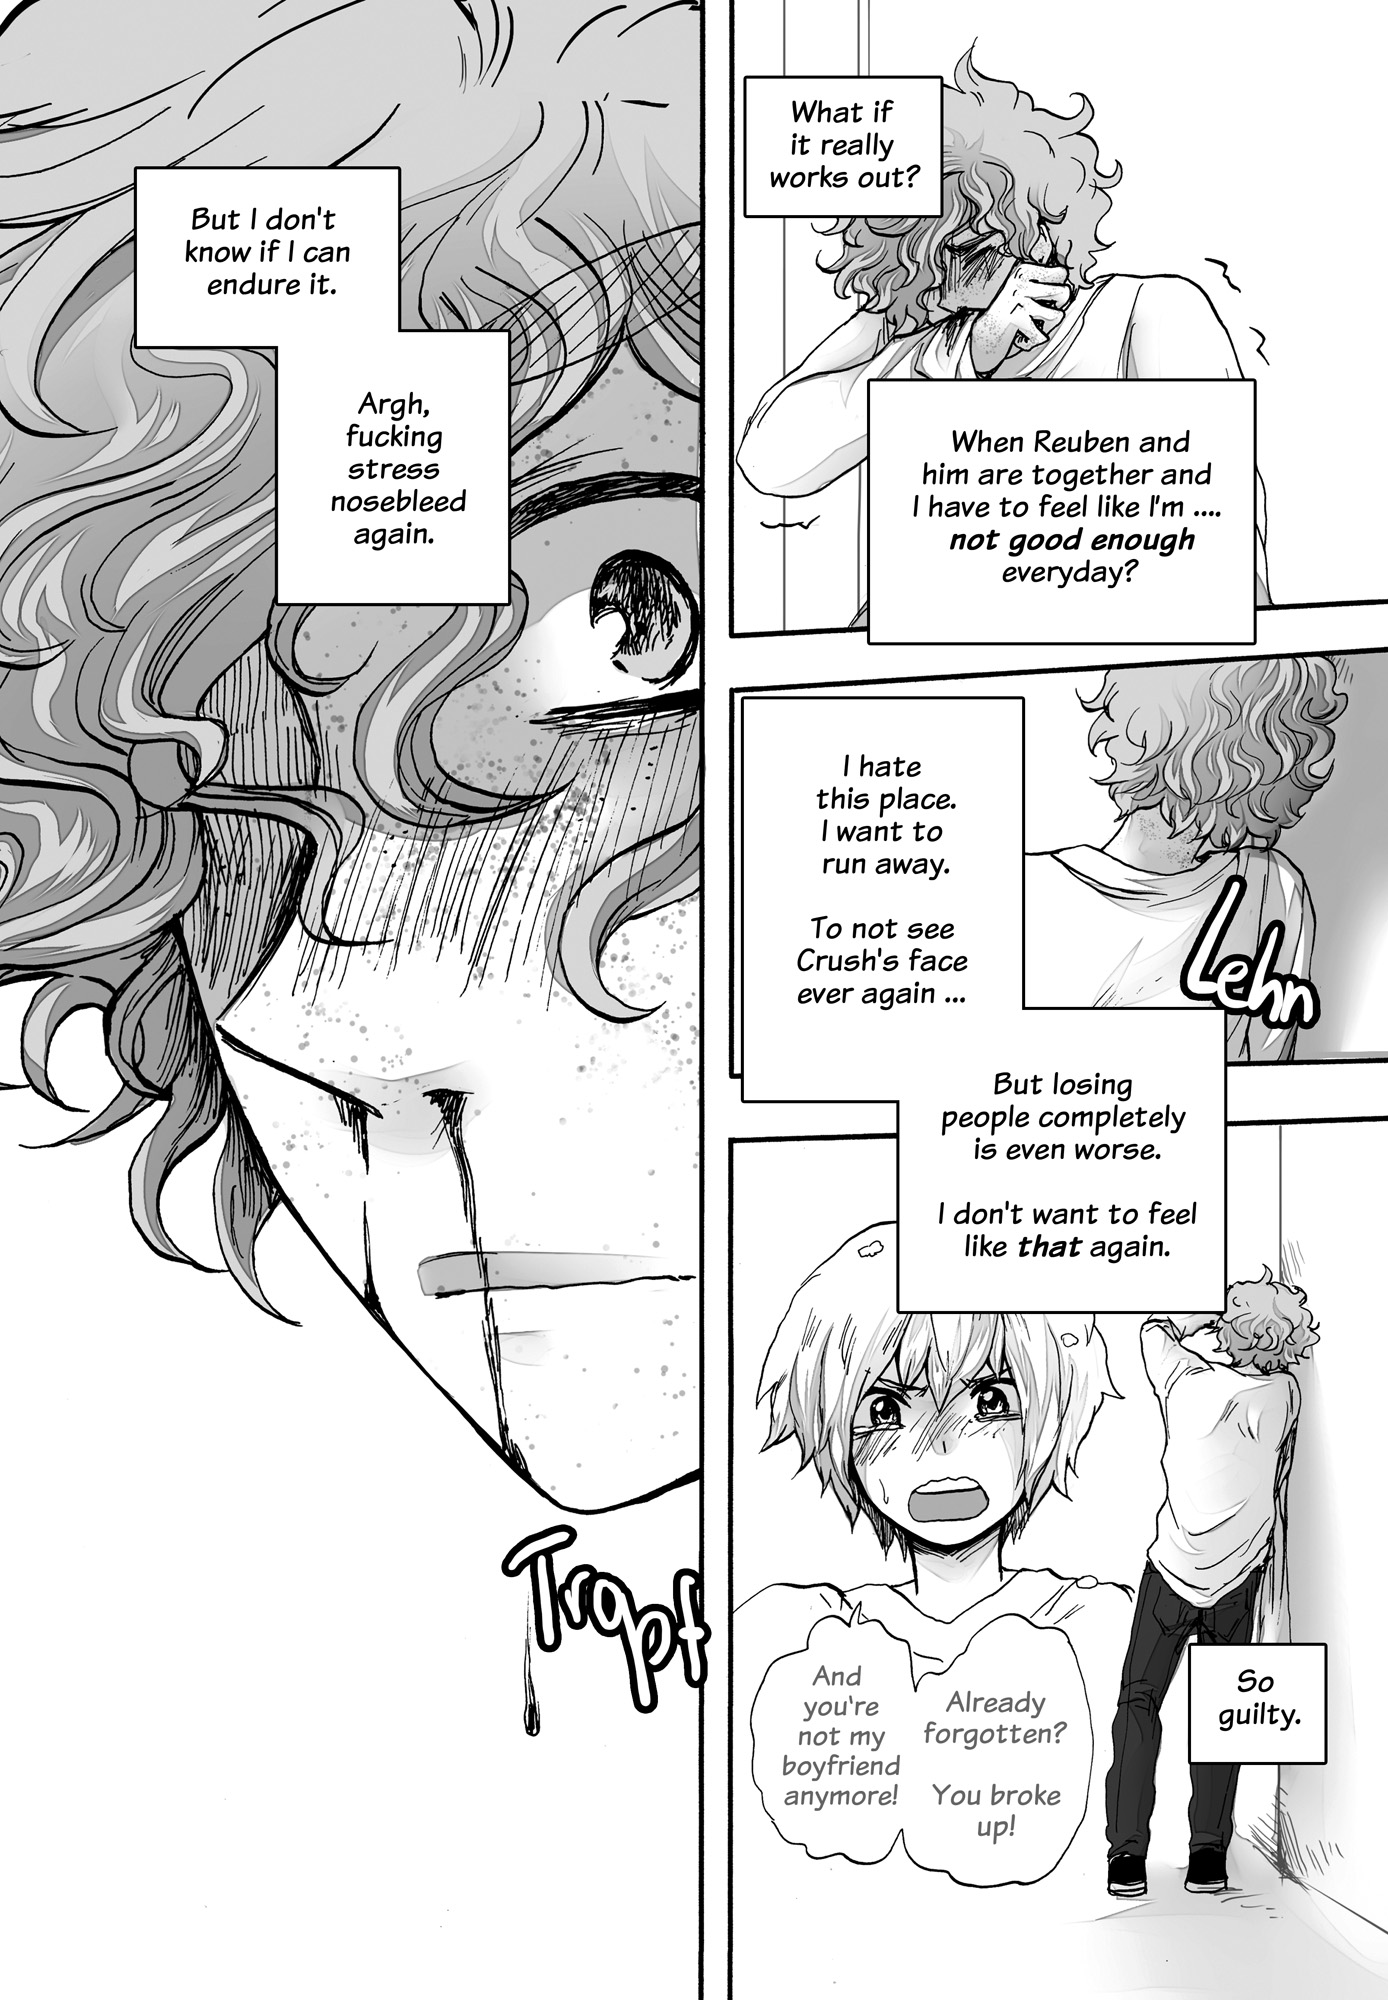 What if
it really
works out?
When Reuben and
him are together and
I have to feel like I'm ....
not good enough
everyday?
I hate
this place.
I want to
run away.
To not see
Crush's face
ever again ...
Lehn
But losing
people completely
is even worse.
I don't want to feel
like that again.
So
guilty.
Already
forgotten?
You broke
up!
And
you're
not my
boyfriend
anymore!
But I don't
know if I can
endure it.
Argh,
fucking
stress
nosebleed
again.
Tropf